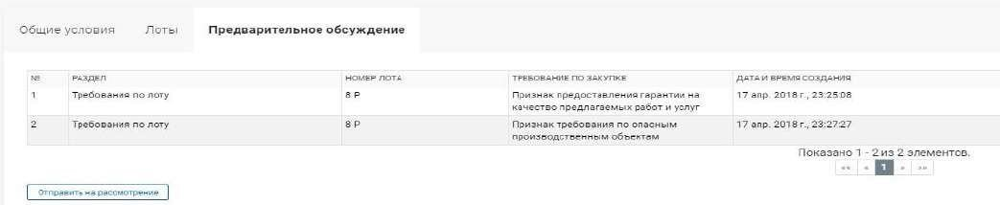 Общие условия Лоты Предварительное обсуждение
№ РАЗДЕЛ НОМЕР ЛОТА ТРЕБОВАНИЕ ПО ЗАКУПКЕ ДАТА И ВРЕМЯ СОЗДАНИЯ
1 Требования по лоту 8 Р Признак предоставления гарантии на 17 апр. 2018 г., 23:25:08
качество предлагаемых работ и услуг
2 Требования по лоту 8 Р Признак требования по опасным 17 апр. 2018 г., 23:27:27
производственным объектам
Показано 1 - 2 из 2 элементов.
«« « 1 » »»
Отправить на рассмотрение